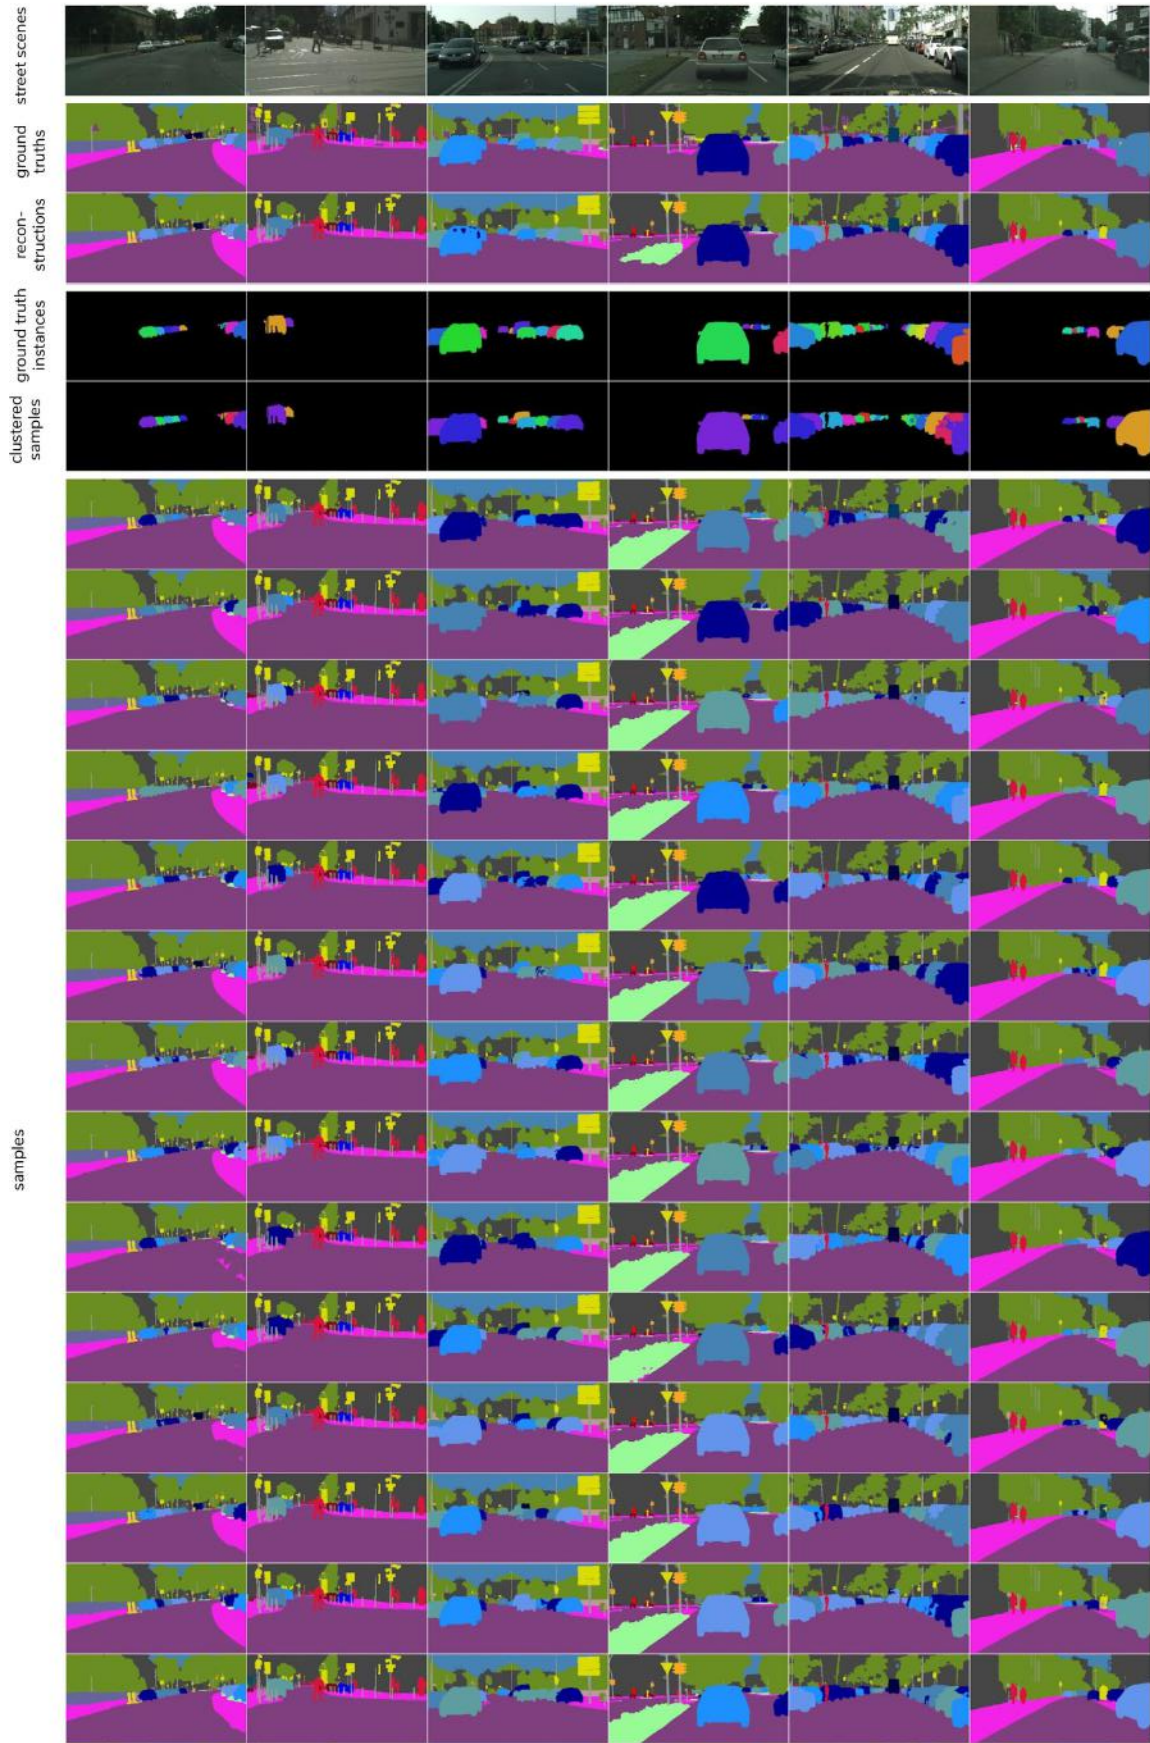 street scenes
ground
truths
recon-
structions
ground truth
instances
clustered
samples
samples